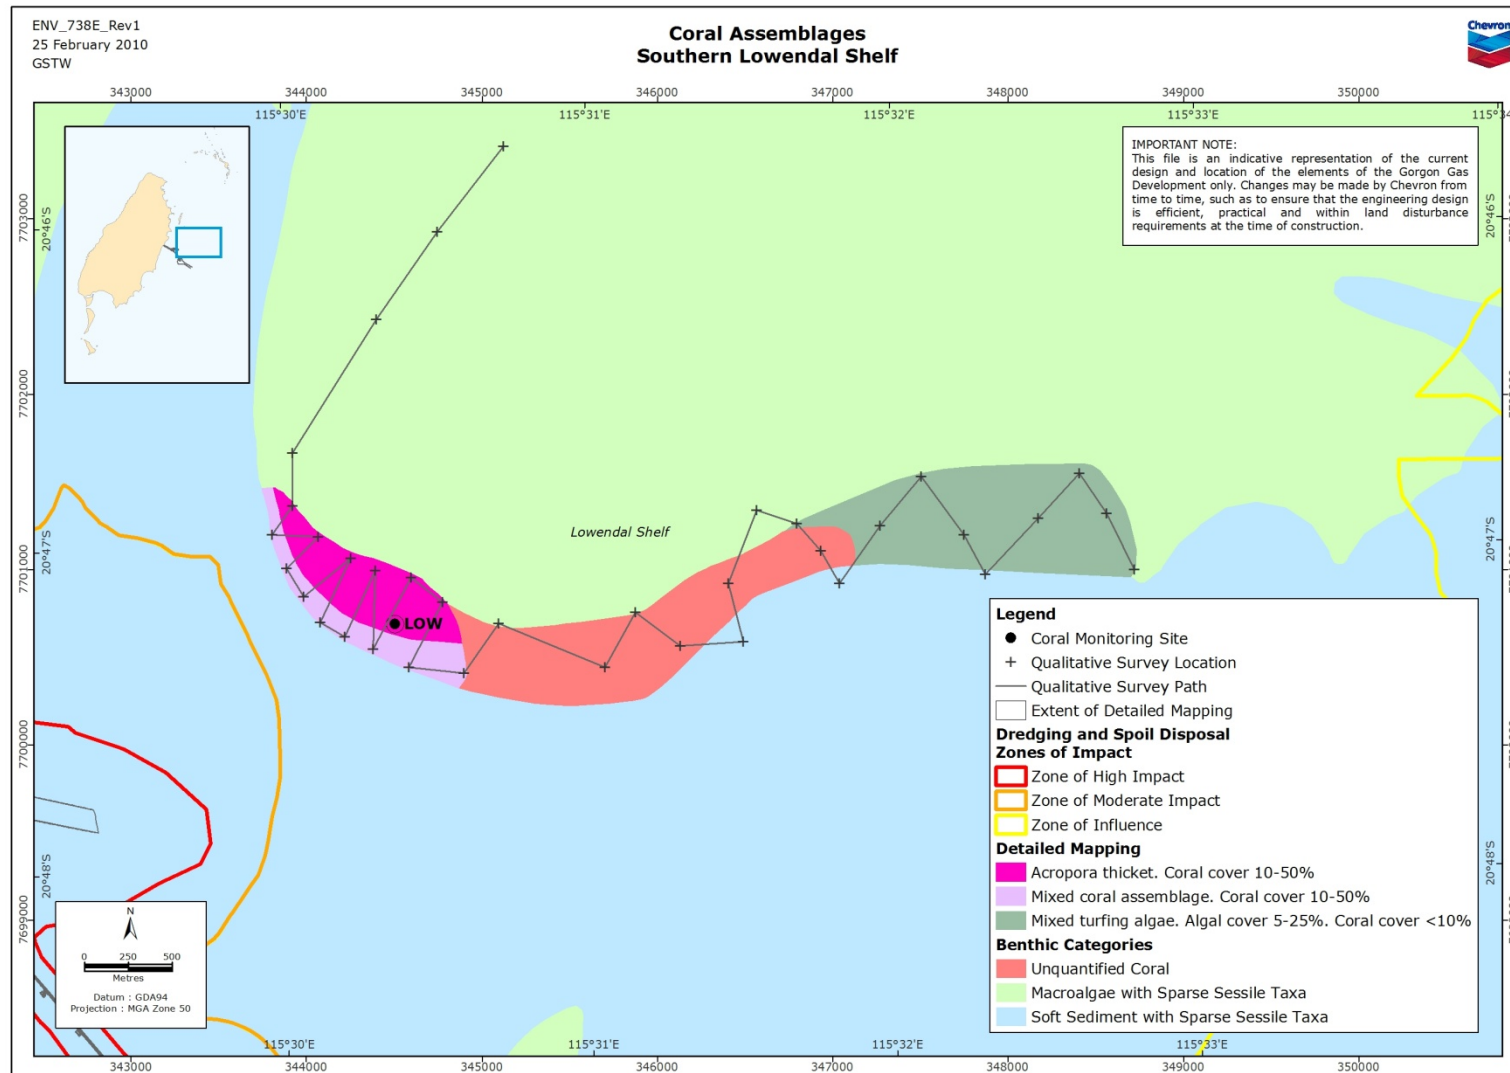 ENV_738E_Rev1
25 February 2010
GSTW
Coral Assemblages
Southern Lowendal Shelf
Chevron
343000 344000 345000 346000 347000 348000 349000 350000
115°30'E 115°31'E 115°32'E 115°33'E
IMPORTANT NOTE:
This file is an indicative representation of the current
design and location of the elements of the Gorgon Gas
Development only. Changes may be made by Chevron from
time to time, such as to ensure that the engineering design
is efficient, practical and within land disturbance
requirements at the time of construction.
7703000
20°46'S
20°46'S
7702000
Lowendal Shelf
7701000
20°47'S
20°47'S
LOW
7700000
20°48'S
20°48'S
7699000
Legend
Coral Monitoring Site
Qualitative Survey Location
Qualitative Survey Path
Extent of Detailed Mapping
Dredging and Spoil Disposal
Zones of Impact
Zone of High Impact
Zone of Moderate Impact
Zone of Influence
Detailed Mapping
Acropora thicket. Coral cover 10-50%
Mixed coral assemblage. Coral cover 10-50%
Mixed turfing algae. Algal cover 5-25%. Coral cover <10%
Benthic Categories
Unquantified Coral
Macroalgae with Sparse Sessile Taxa
Soft Sediment with Sparse Sessile Taxa
N
0 250 500
Metres
Datum : GDA94
Projection : MGA Zone 50
115°30'E 115°31'E 115°32'E 115°33'E
343000 344000 345000 346000 347000 348000 349000 350000